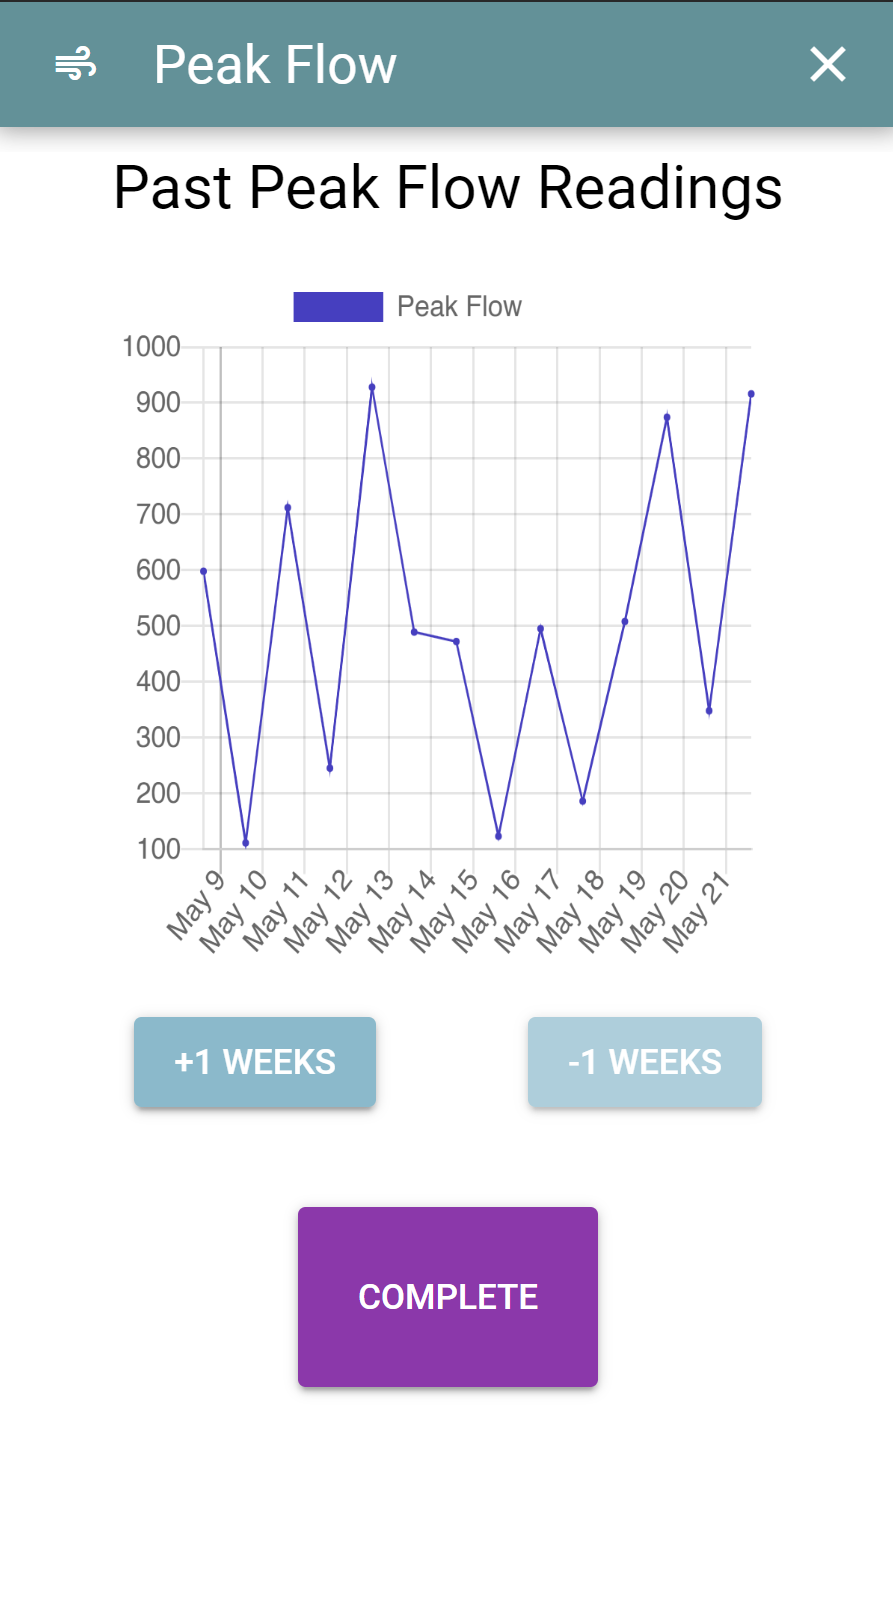 Peak Flow
Past Peak Flow Readings
Peak Flow
1000
900
800
700
600
500
400
300
200
100
May 9
May 10
May 11
May 12
May 13
May 14
May 15
May 16
May 17
May 18
May 19
May 20
May 21
+1 WEEKS
-1 WEEKS
COMPLETE